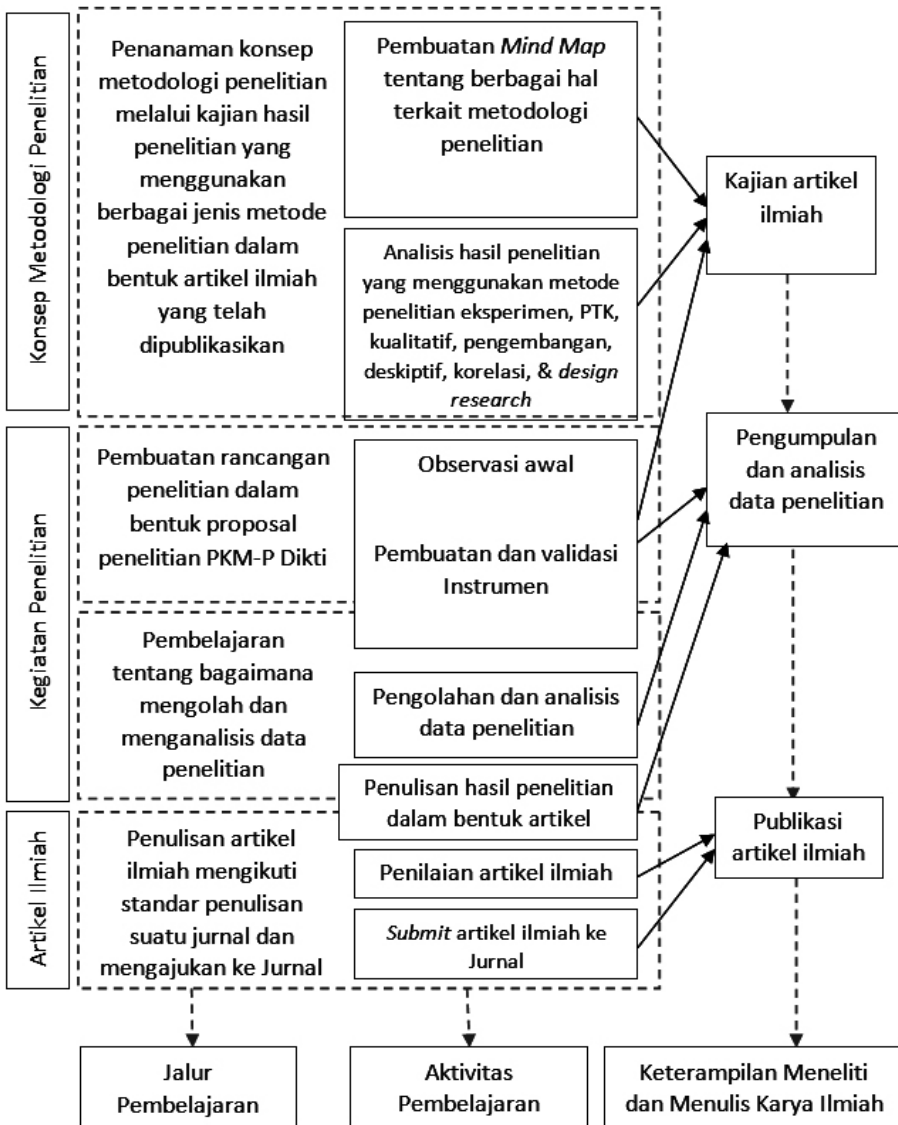 Konsep Metodologi Penelitian
Penanaman konsep
metodologi penelitian
melalui kajian hasil
penelitian yang
menggunakan
berbagai jenis metode
penelitian dalam
bentuk artikel ilmiah
yang telah
dipublikasikan
Pembuatan Mind Map
tentang berbagai hal
terkait metodologi
penelitian
Analisis hasil penelitian
yang menggunakan metode
penelitian eksperimen, PTK,
kualitatif, pengembangan,
deskiptif, korelasi, & design
research
Kajian artikel
ilmiah
Kegiatan Penelitian
Pembuatan rancangan
penelitian dalam
bentuk proposal
penelitian PKM-P Dikti
Observasi awal
Pembuatan dan validasi
Instrumen
Pengumpulan
dan analisis
data penelitian
Pembelajaran
tentang bagaimana
mengolah dan
menganalisis data
penelitian
Pengolahan dan analisis
data penelitian
Penulisan hasil penelitian
dalam bentuk artikel
Artikel Ilmiah
Penulisan artikel
ilmiah mengikuti
standar penulisan
suatu jurnal dan
mengajukan ke Jurnal
Penilaian artikel ilmiah
Submit artikel ilmiah ke
Jurnal
Publikasi
artikel ilmiah
Jalur
Pembelajaran
Aktivitas
Pembelajaran
Keterampilan Meneliti
dan Menulis Karya Ilmiah